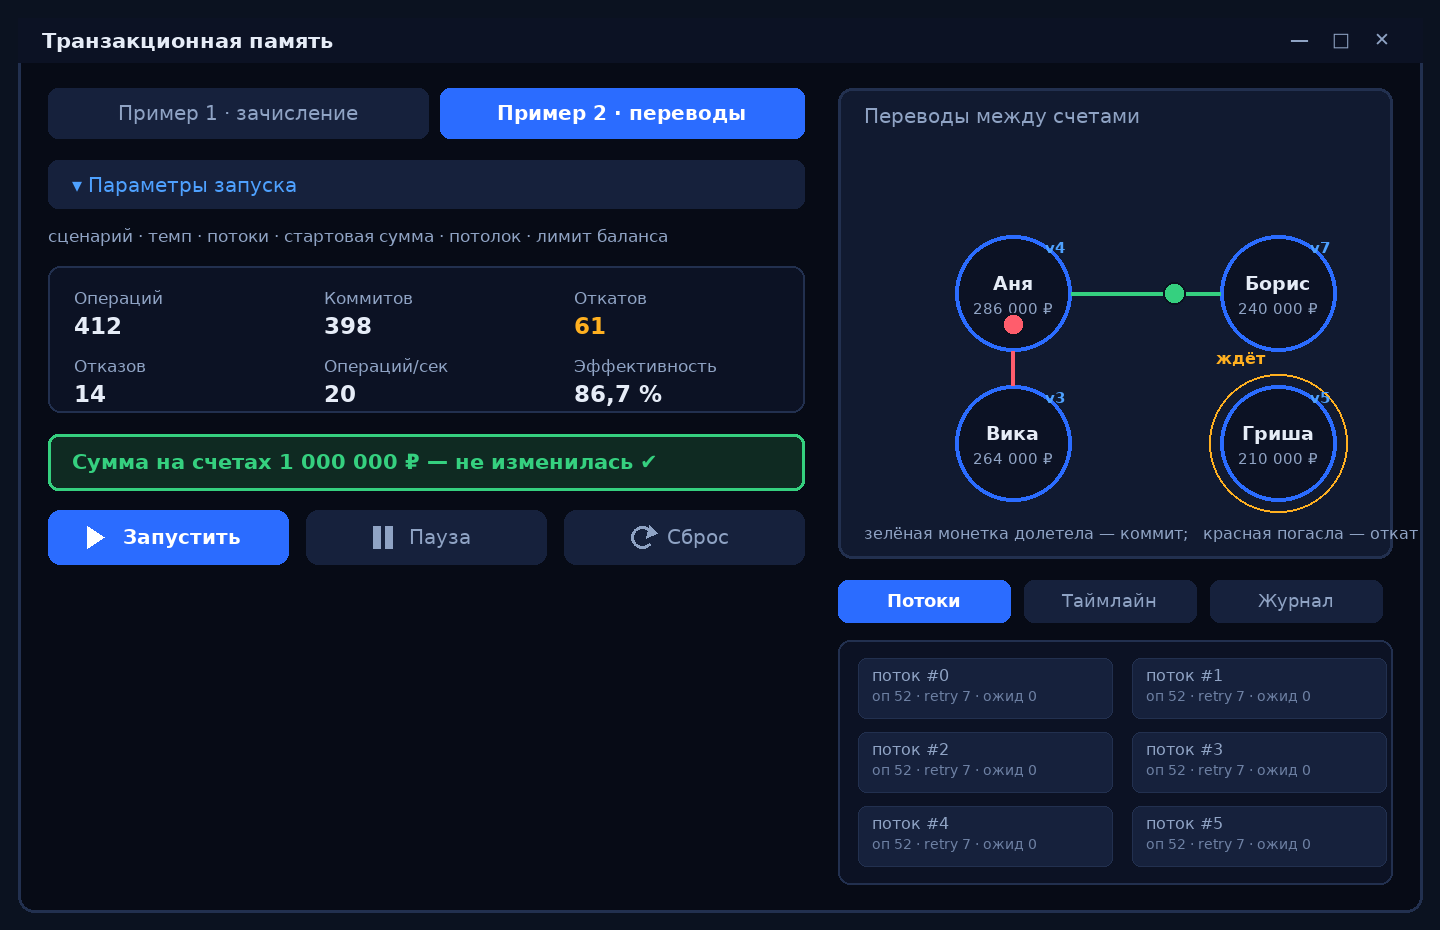 Транзакционная память
Пример 1 · зачисление
Пример 2 · переводы
▾ Параметры запуска
сценарий · темп · потоки · стартовая сумма · потолок · лимит баланса
Операций
Коммитов
Откатов
412
398
61
Отказов
Операций/сек
Эффективность
14
20
86,7 %
Сумма на счетах 1 000 000 ₽ — не изменилась ✔
Запустить
Пауза
Сброс
Переводы между счетами
v4
Аня
286 000 ₽
v7
Борис
240 000 ₽
ждёт
v3
Вика
264 000 ₽
v5
Гриша
210 000 ₽
зелёная монетка долетела — коммит; красная погасла — откат
Потоки
Таймлайн
Журнал
поток #0
оп 52 · retry 7 · ожид 0
поток #1
оп 52 · retry 7 · ожид 0
поток #2
оп 52 · retry 7 · ожид 0
поток #3
оп 52 · retry 7 · ожид 0
поток #4
оп 52 · retry 7 · ожид 0
поток #5
оп 52 · retry 7 · ожид 0